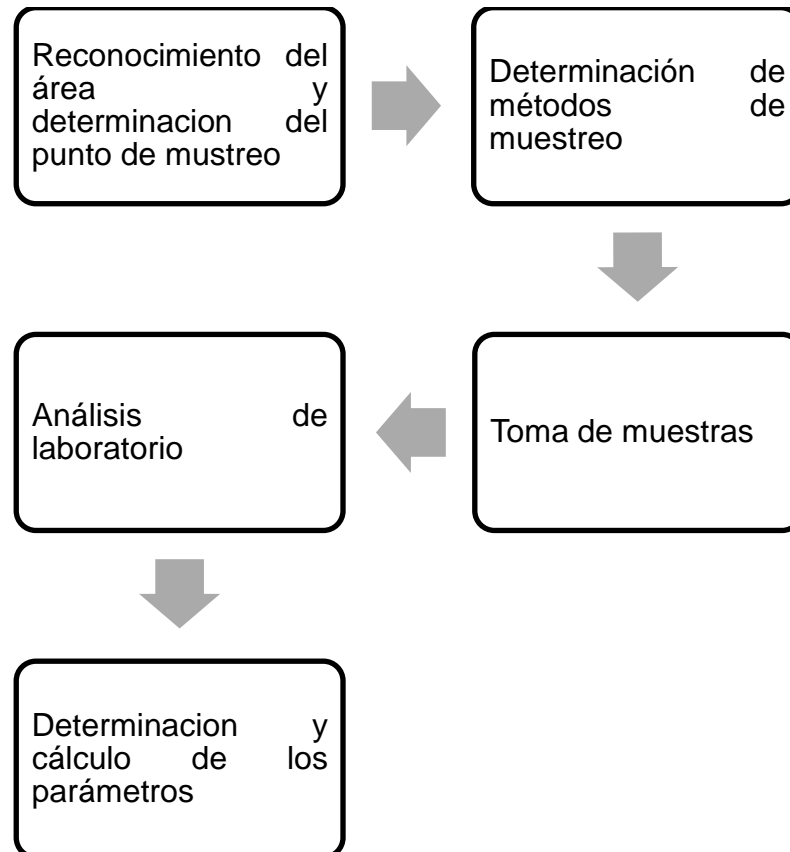 Reconocimiento del
área y
determinacion del
punto de mustreo
Determinación de
métodos de
muestreo
Toma de muestras
Análisis de
laboratorio
Determinacion y
cálculo de los
parámetros